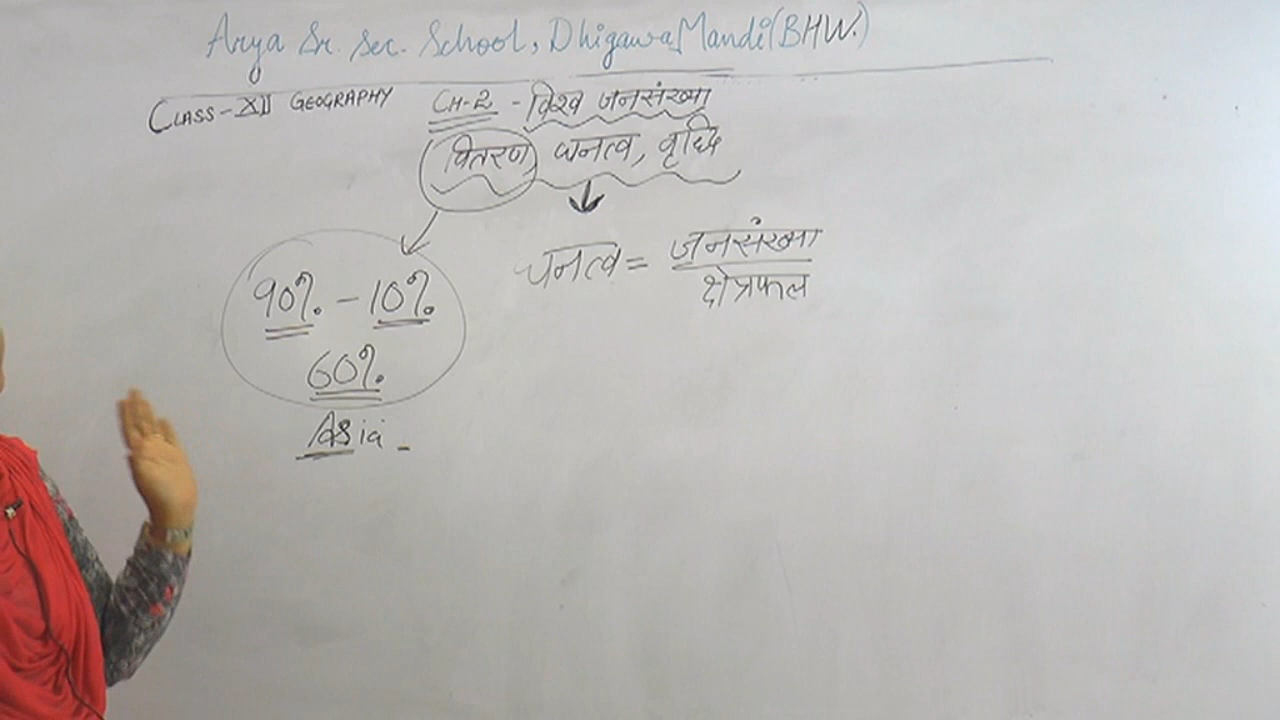 Arya Sr. Sec. School, Dhigawa Mandi (BHW.)
CLASS-XII GEOGRAPHY CH-2 - विश्व जनसंख्या
वितरण घनत्व, वृद्धि
90% - 10%
60%
Asia -
घनत्व = जनसंख्या
क्षेत्रफल